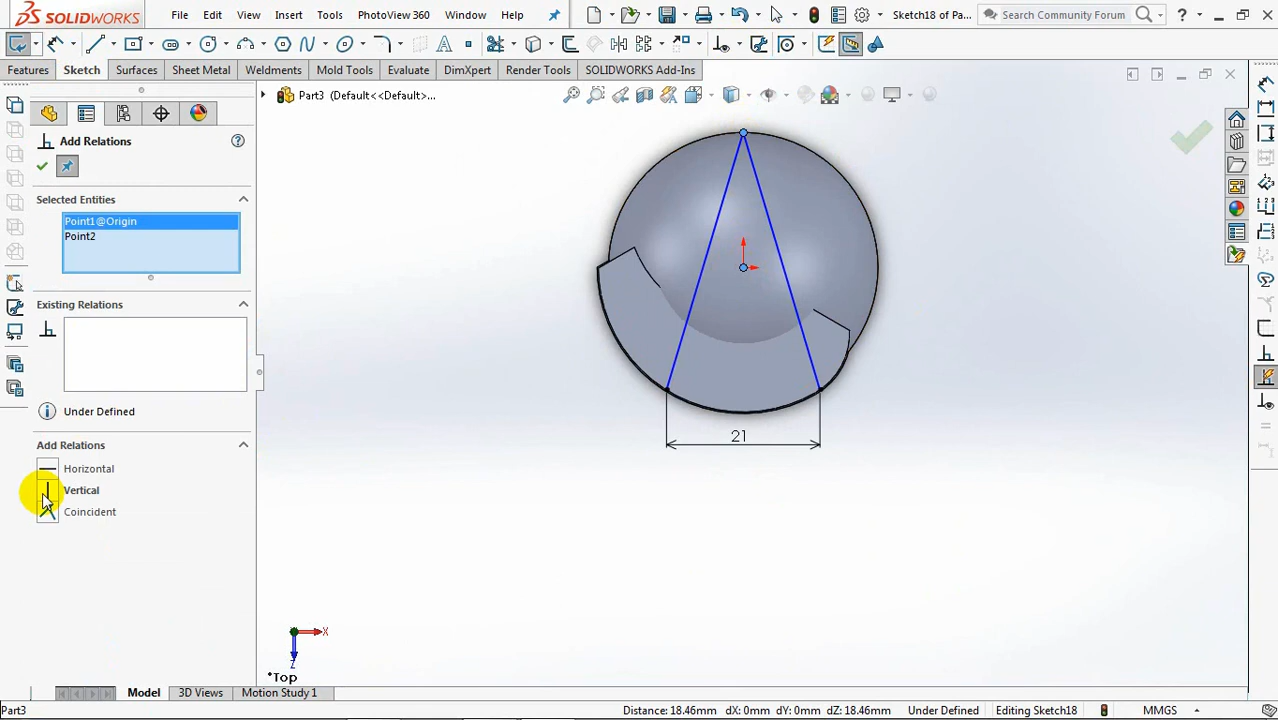 SOLIDWORKS File Edit View Insert Tools PhotoView 360 Window Help Sketch18 of Pa... Search Community Forum ?
Features Sketch Surfaces Sheet Metal Weldments Mold Tools Evaluate DimXpert Render Tools SOLIDWORKS Add-Ins
Part3 (Default<<Default>...
Add Relations
Selected Entities
Point1@Origin
Point2
Existing Relations
Under Defined
Add Relations
Horizontal
Vertical
Coincident
21
X
Z
*Top
Model 3D Views Motion Study 1
Part3 Distance: 18.46mm dX: 0mm dY: 0mm dZ: 18.46mm Under Defined Editing Sketch18 MMGS